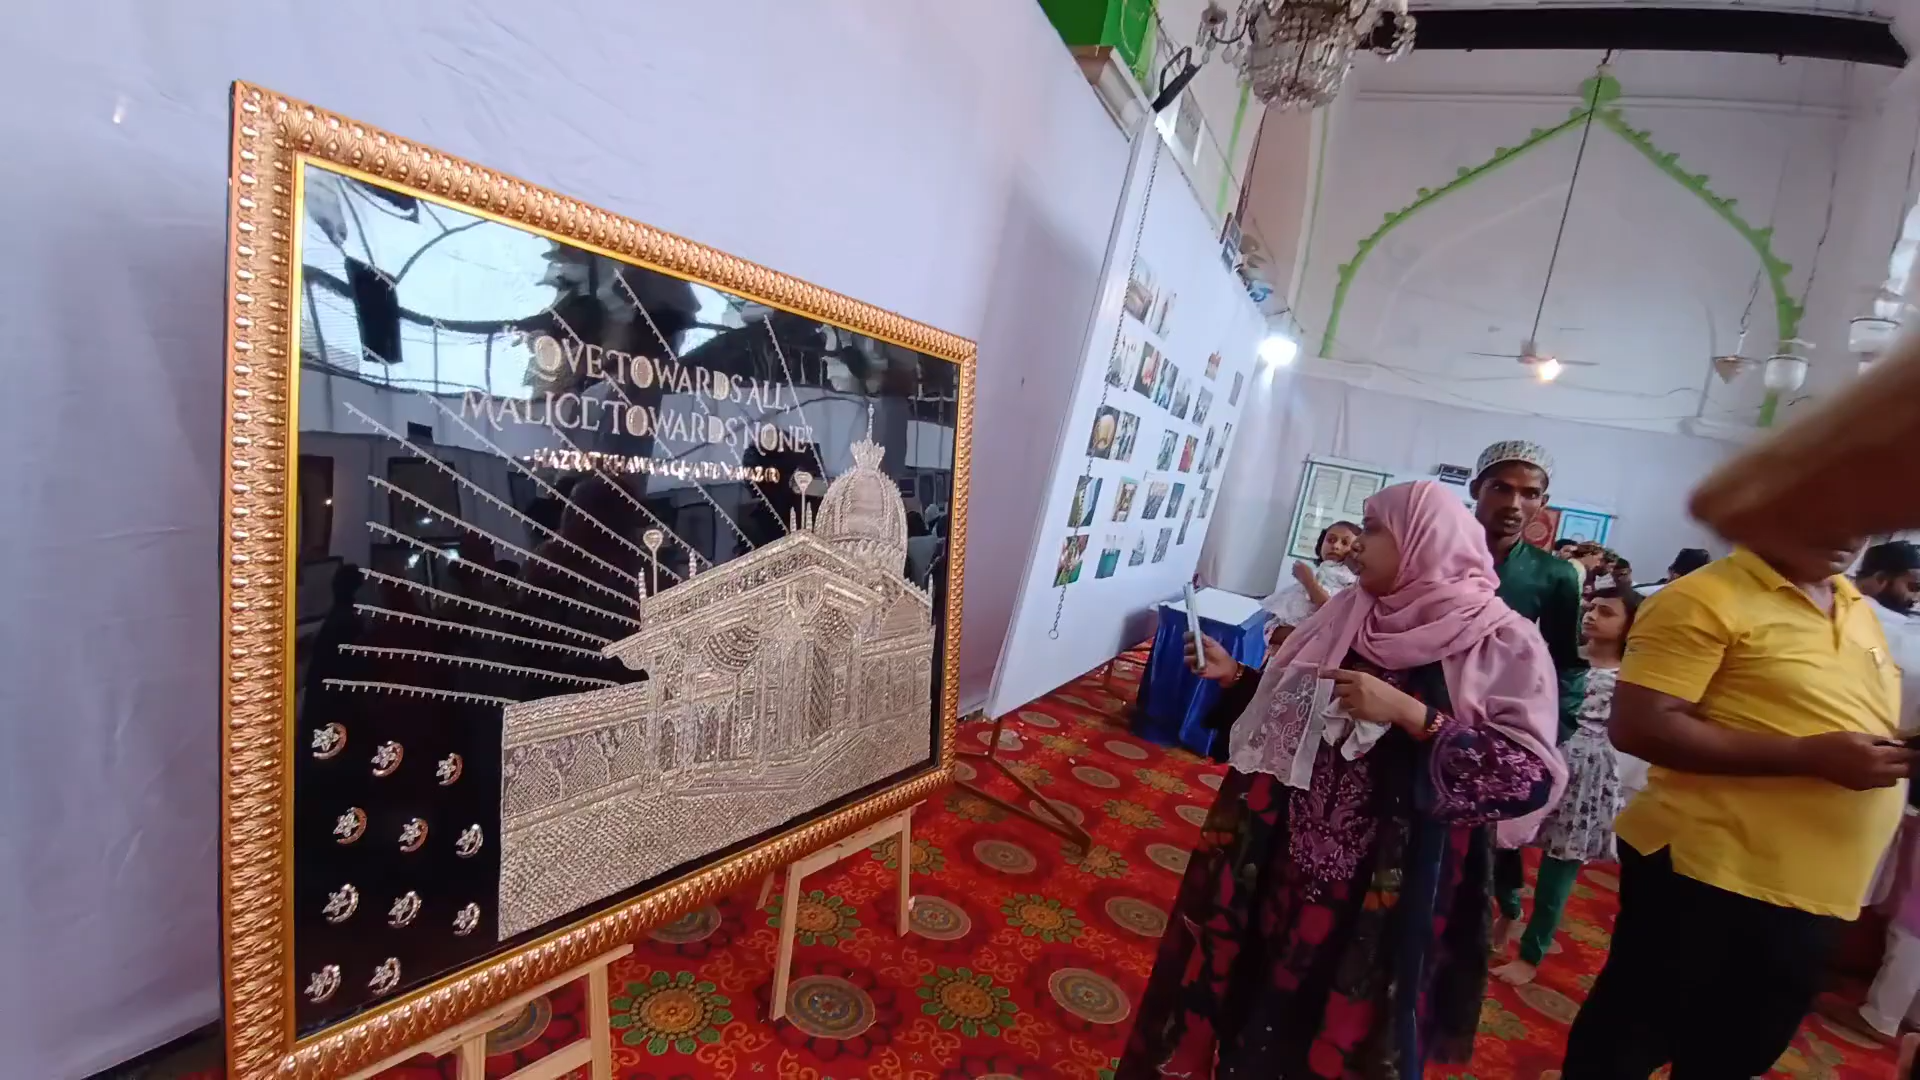 "LOVE TOWARDS ALL,
MALICE TOWARDS NONE"
- HAZRAT KHAWAJA GHARIB NAWAZ (R)